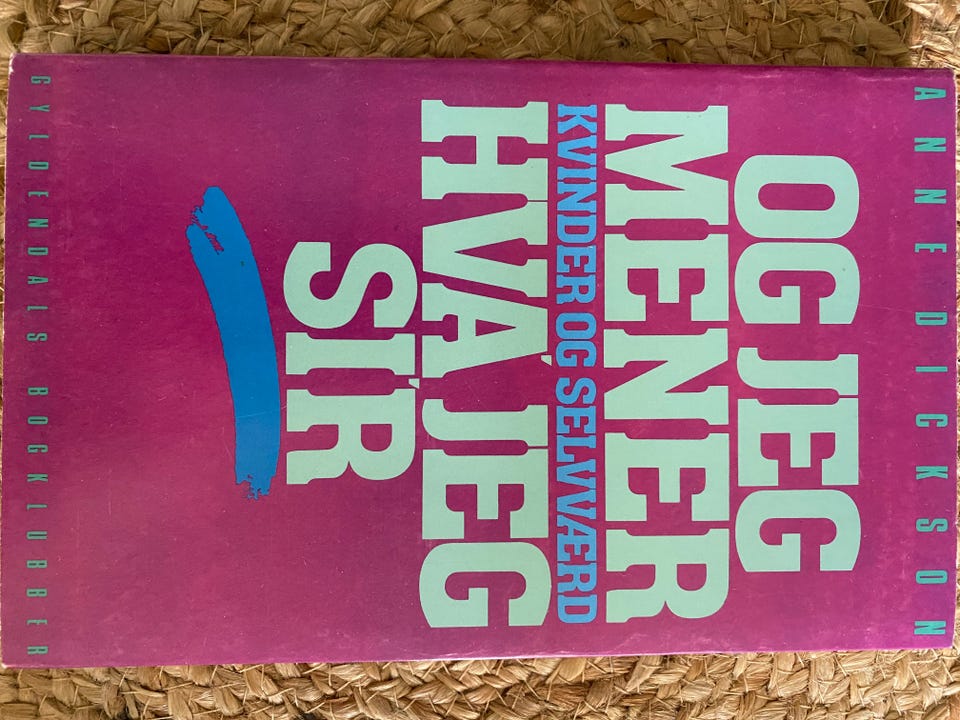 ANNE DICKSON
OG JEG
MENER
KVINDER OG SELVVÆRD
HVA' JEG
SI'R
GYLDENDALS BOGKLUBBER